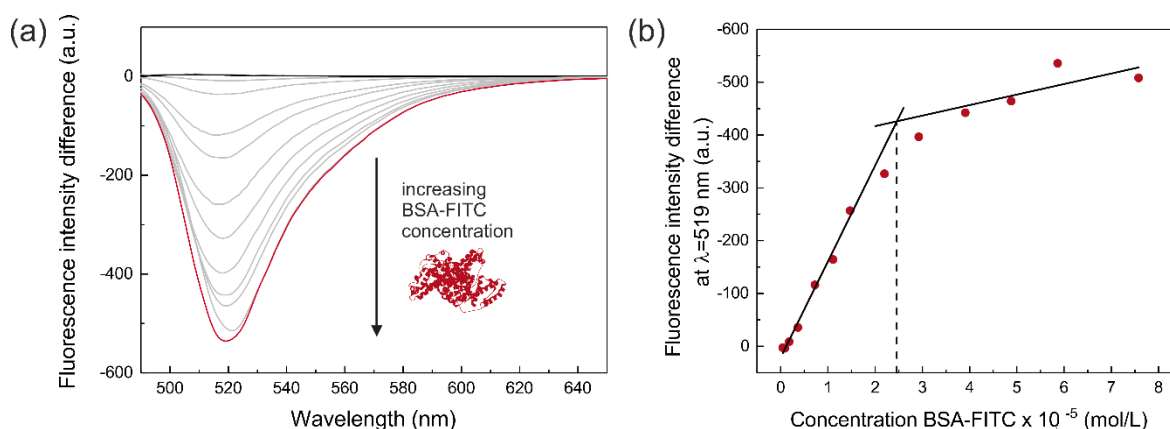 (a)
Fluorescence intensity difference (a.u.)
0
-200
-400
-600
500 520 540 560 580 600 620 640
Wavelength (nm)
increasing
BSA-FITC
concentration
(b)
Fluorescence intensity difference
at λ=519 nm (a.u.)
-600
-500
-400
-300
-200
-100
0
0 1 2 3 4 5 6 7 8
Concentration BSA-FITC x 10 -5 (mol/L)